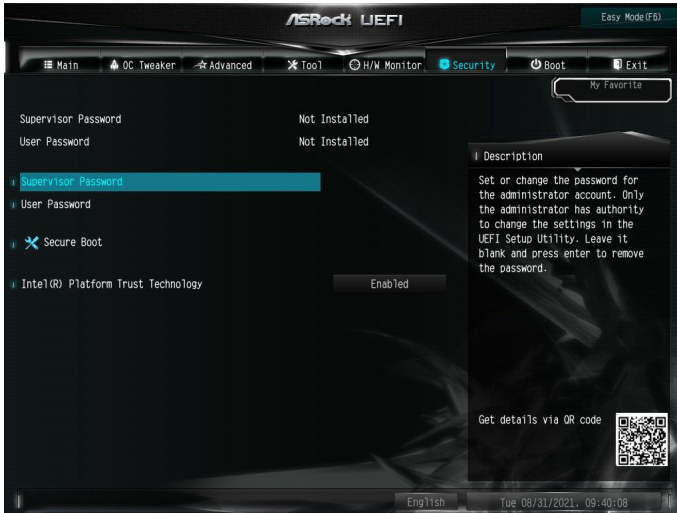 ASRock UEFI
Easy Mode(F6)
Main
OC Tweaker
Advanced
Tool
H/W Monitor
Security
Boot
Exit
My Favorite
Supervisor Password Not Installed
User Password Not Installed
Supervisor Password
User Password
Secure Boot
Intel(R) Platform Trust Technology Enabled
Description
Set or change the password for
the administrator account. Only
the administrator has authority
to change the settings in the
UEFI Setup Utility. Leave it
blank and press enter to remove
the password.
Get details via QR code
English
Tue 08/31/2021. 09:40:08